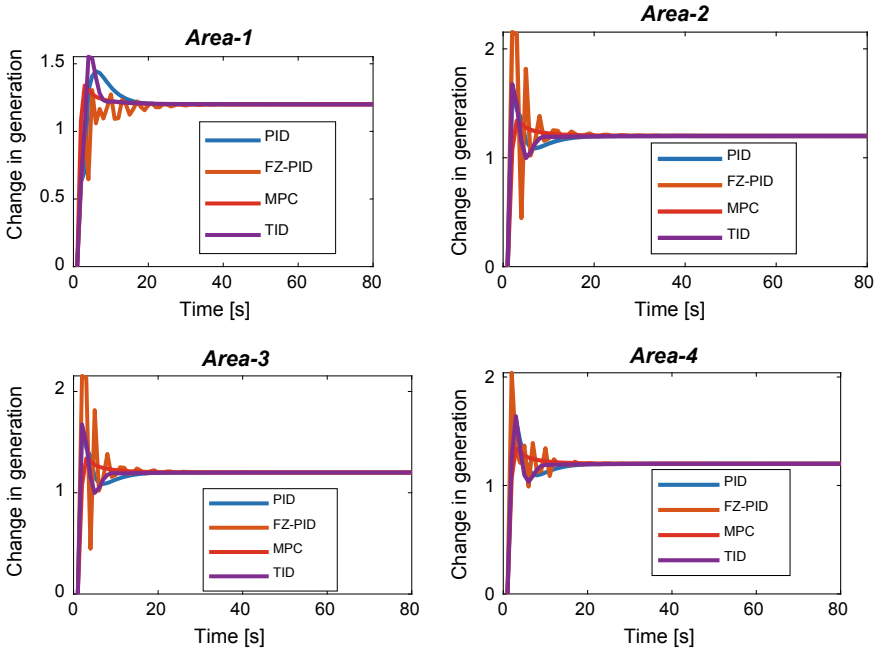 Area-1
Change in generation
1.5
1
0.5
0
0
20
40
60
80
Time [s]
PID
FZ-PID
MPC
TID
Area-2
Change in generation
2
1
0
0
20
40
60
80
Time [s]
PID
FZ-PID
MPC
TID
Area-3
Change in generation
2
1
0
0
20
40
60
80
Time [s]
PID
FZ-PID
MPC
TID
Area-4
Change in generation
2
1
0
0
20
40
60
80
Time [s]
PID
FZ-PID
MPC
TID